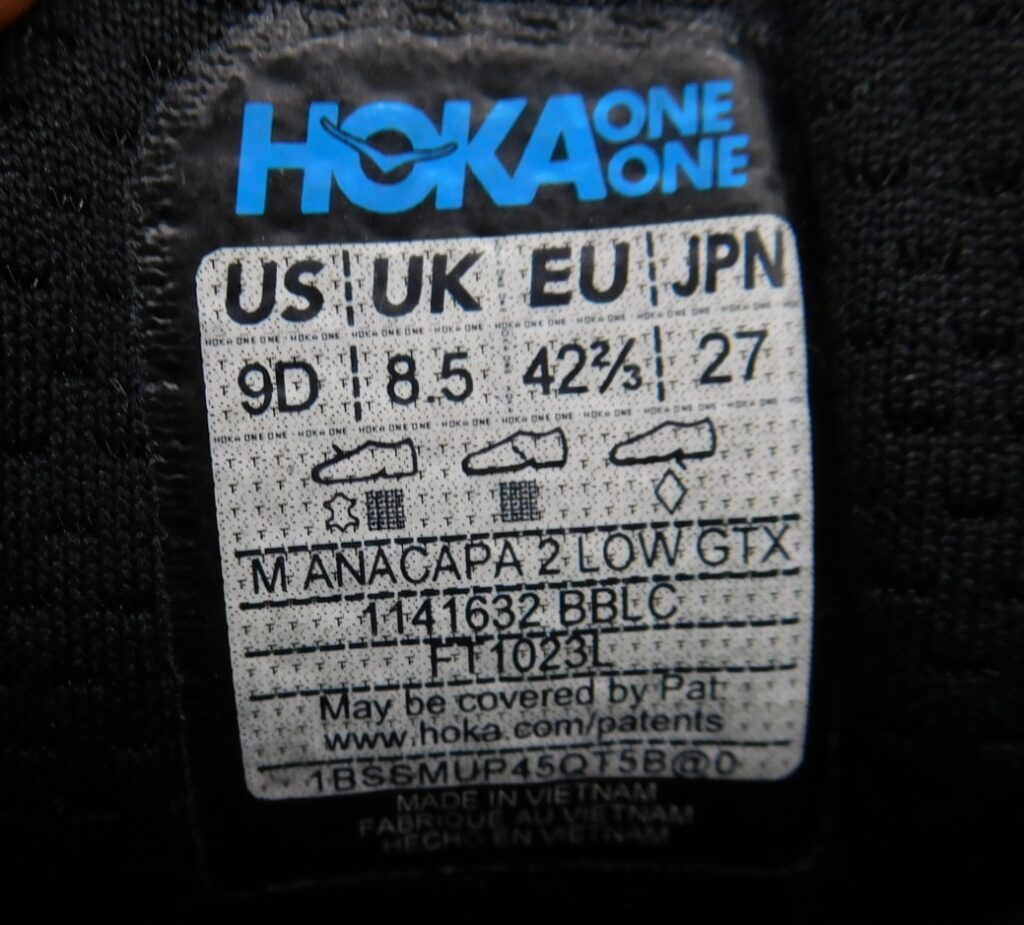 HOKA ONE ONE
US UK EU JPN
9D 8.5 42⅔ 27
M ANACAPA 2 LOW GTX
1141632 BBLC
FT1023L
May be covered by Pat
www.hoka.com/patents
1BSSMUP45QT5B@0
MADE IN VIETNAM
FABRIQUE AU VIETNAM
HECHO EN VIETNAM